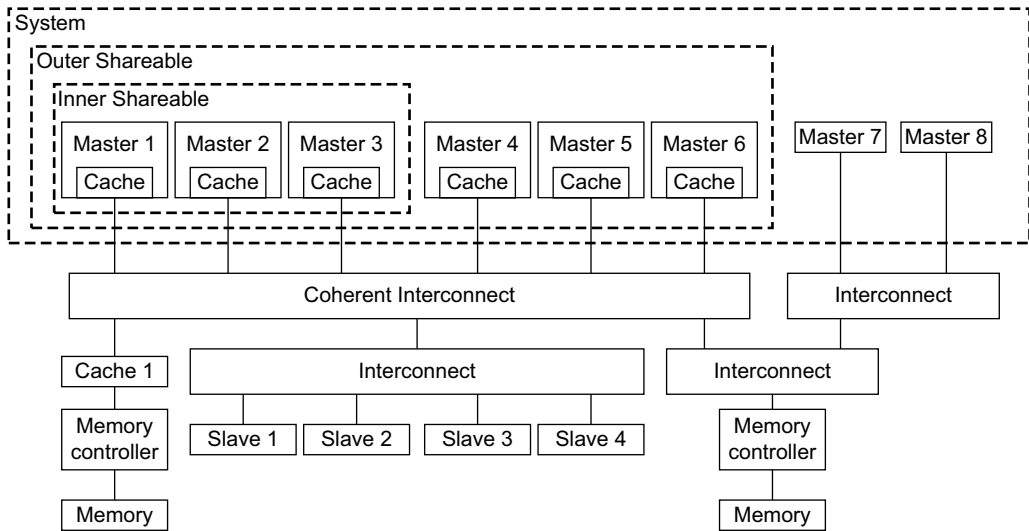 System
Outer Shareable
Inner Shareable
Master 1
Master 2
Master 3
Master 4
Master 5
Master 6
Master 7
Master 8
Cache
Cache
Cache
Cache
Cache
Cache
Coherent Interconnect
Interconnect
Cache 1
Interconnect
Interconnect
Memory
controller
Slave 1
Slave 2
Slave 3
Slave 4
Memory
controller
Memory
Memory